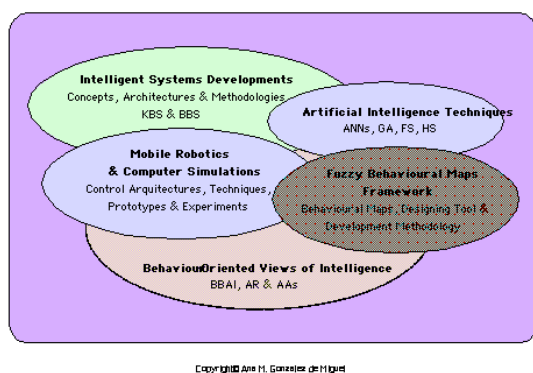 Intelligent Systems Developments
Concepts, Architectures & Methodologies
KBS & BBS
Artificial Intelligence Techniques
ANNs, GA, FS, HS
Mobile Robotics
& Computer Simulations
Control Arquitectures, Techniques,
Prototypes & Experiments
Fuzzy Behavioural Maps
Framework
Behavioural Maps, Designing Tool &
Development Methodology
BehaviourOriented Views of Intelligence
BBAI, AR & AAs
Copyright© Ana M. Gonzalez de Miguel